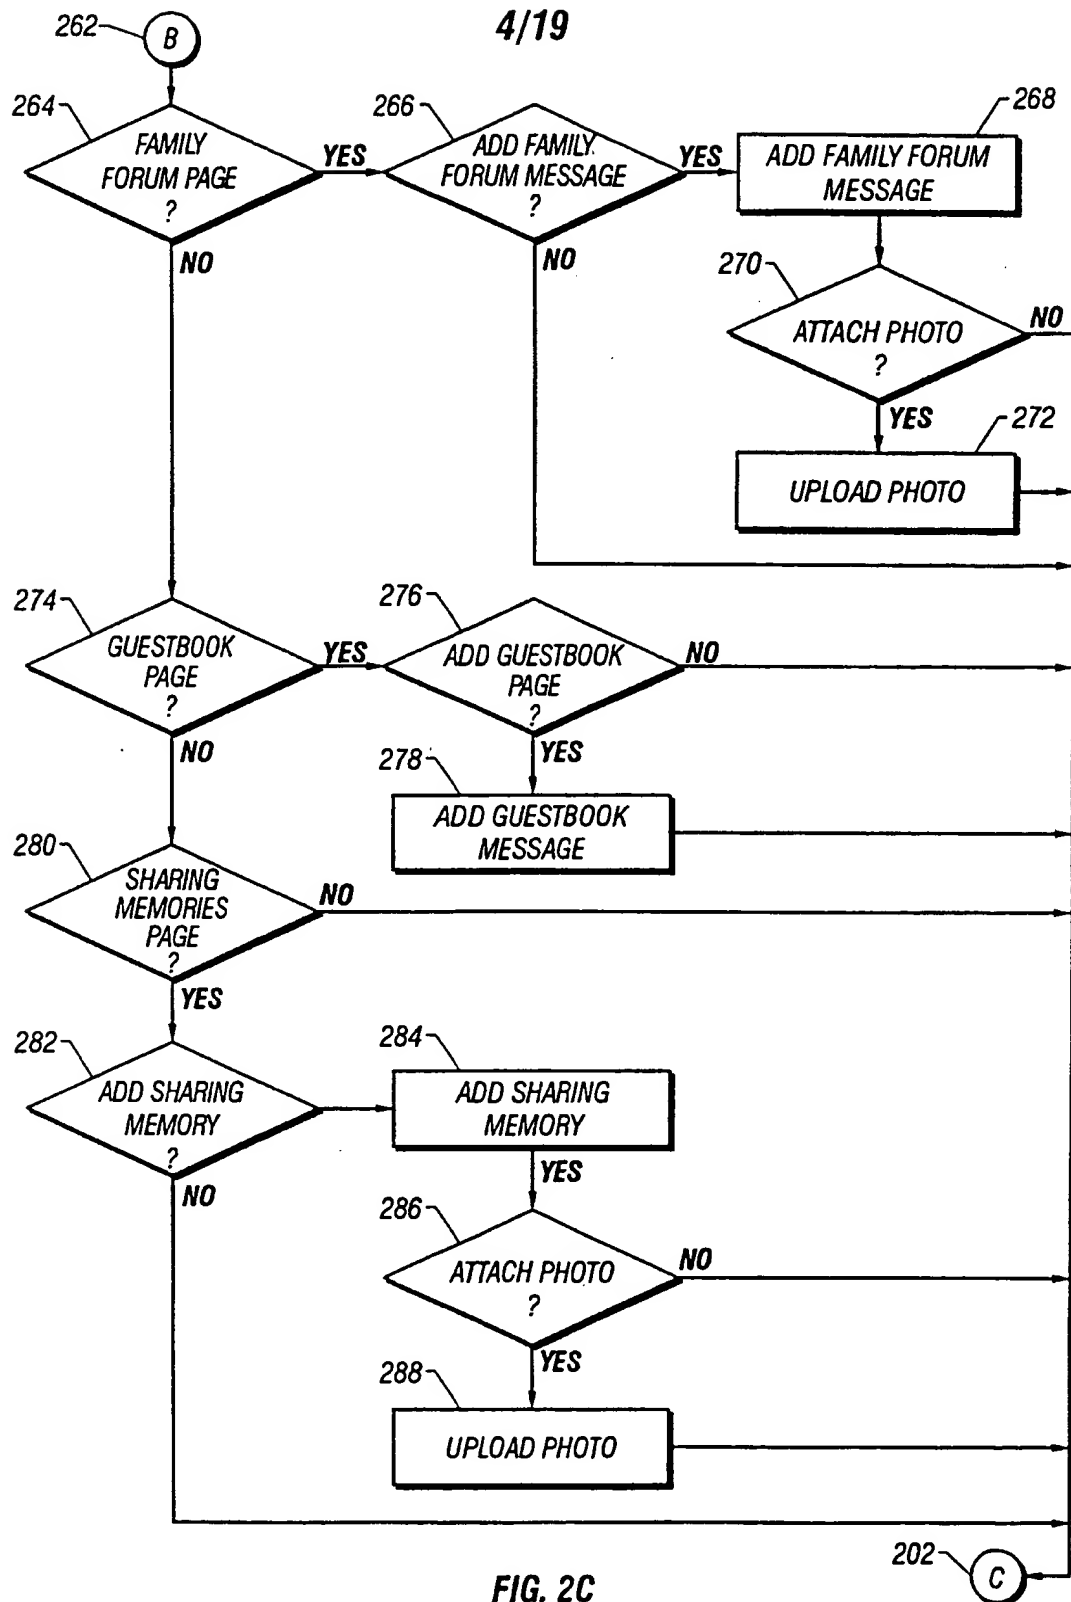 4/19
262
B
264
FAMILY
FORUM PAGE
?
YES
NO
266
ADD FAMILY
FORUM MESSAGE
?
YES
NO
268
ADD FAMILY FORUM
MESSAGE
270
ATTACH PHOTO
?
NO
YES
272
UPLOAD PHOTO
274
GUESTBOOK
PAGE
?
YES
NO
276
ADD GUESTBOOK
PAGE
?
NO
YES
278
ADD GUESTBOOK
MESSAGE
280
SHARING
MEMORIES
PAGE
?
NO
YES
282
ADD SHARING
MEMORY
?
NO
284
ADD SHARING
MEMORY
YES
286
ATTACH PHOTO
?
NO
YES
288
UPLOAD PHOTO
202
C
FIG. 2C